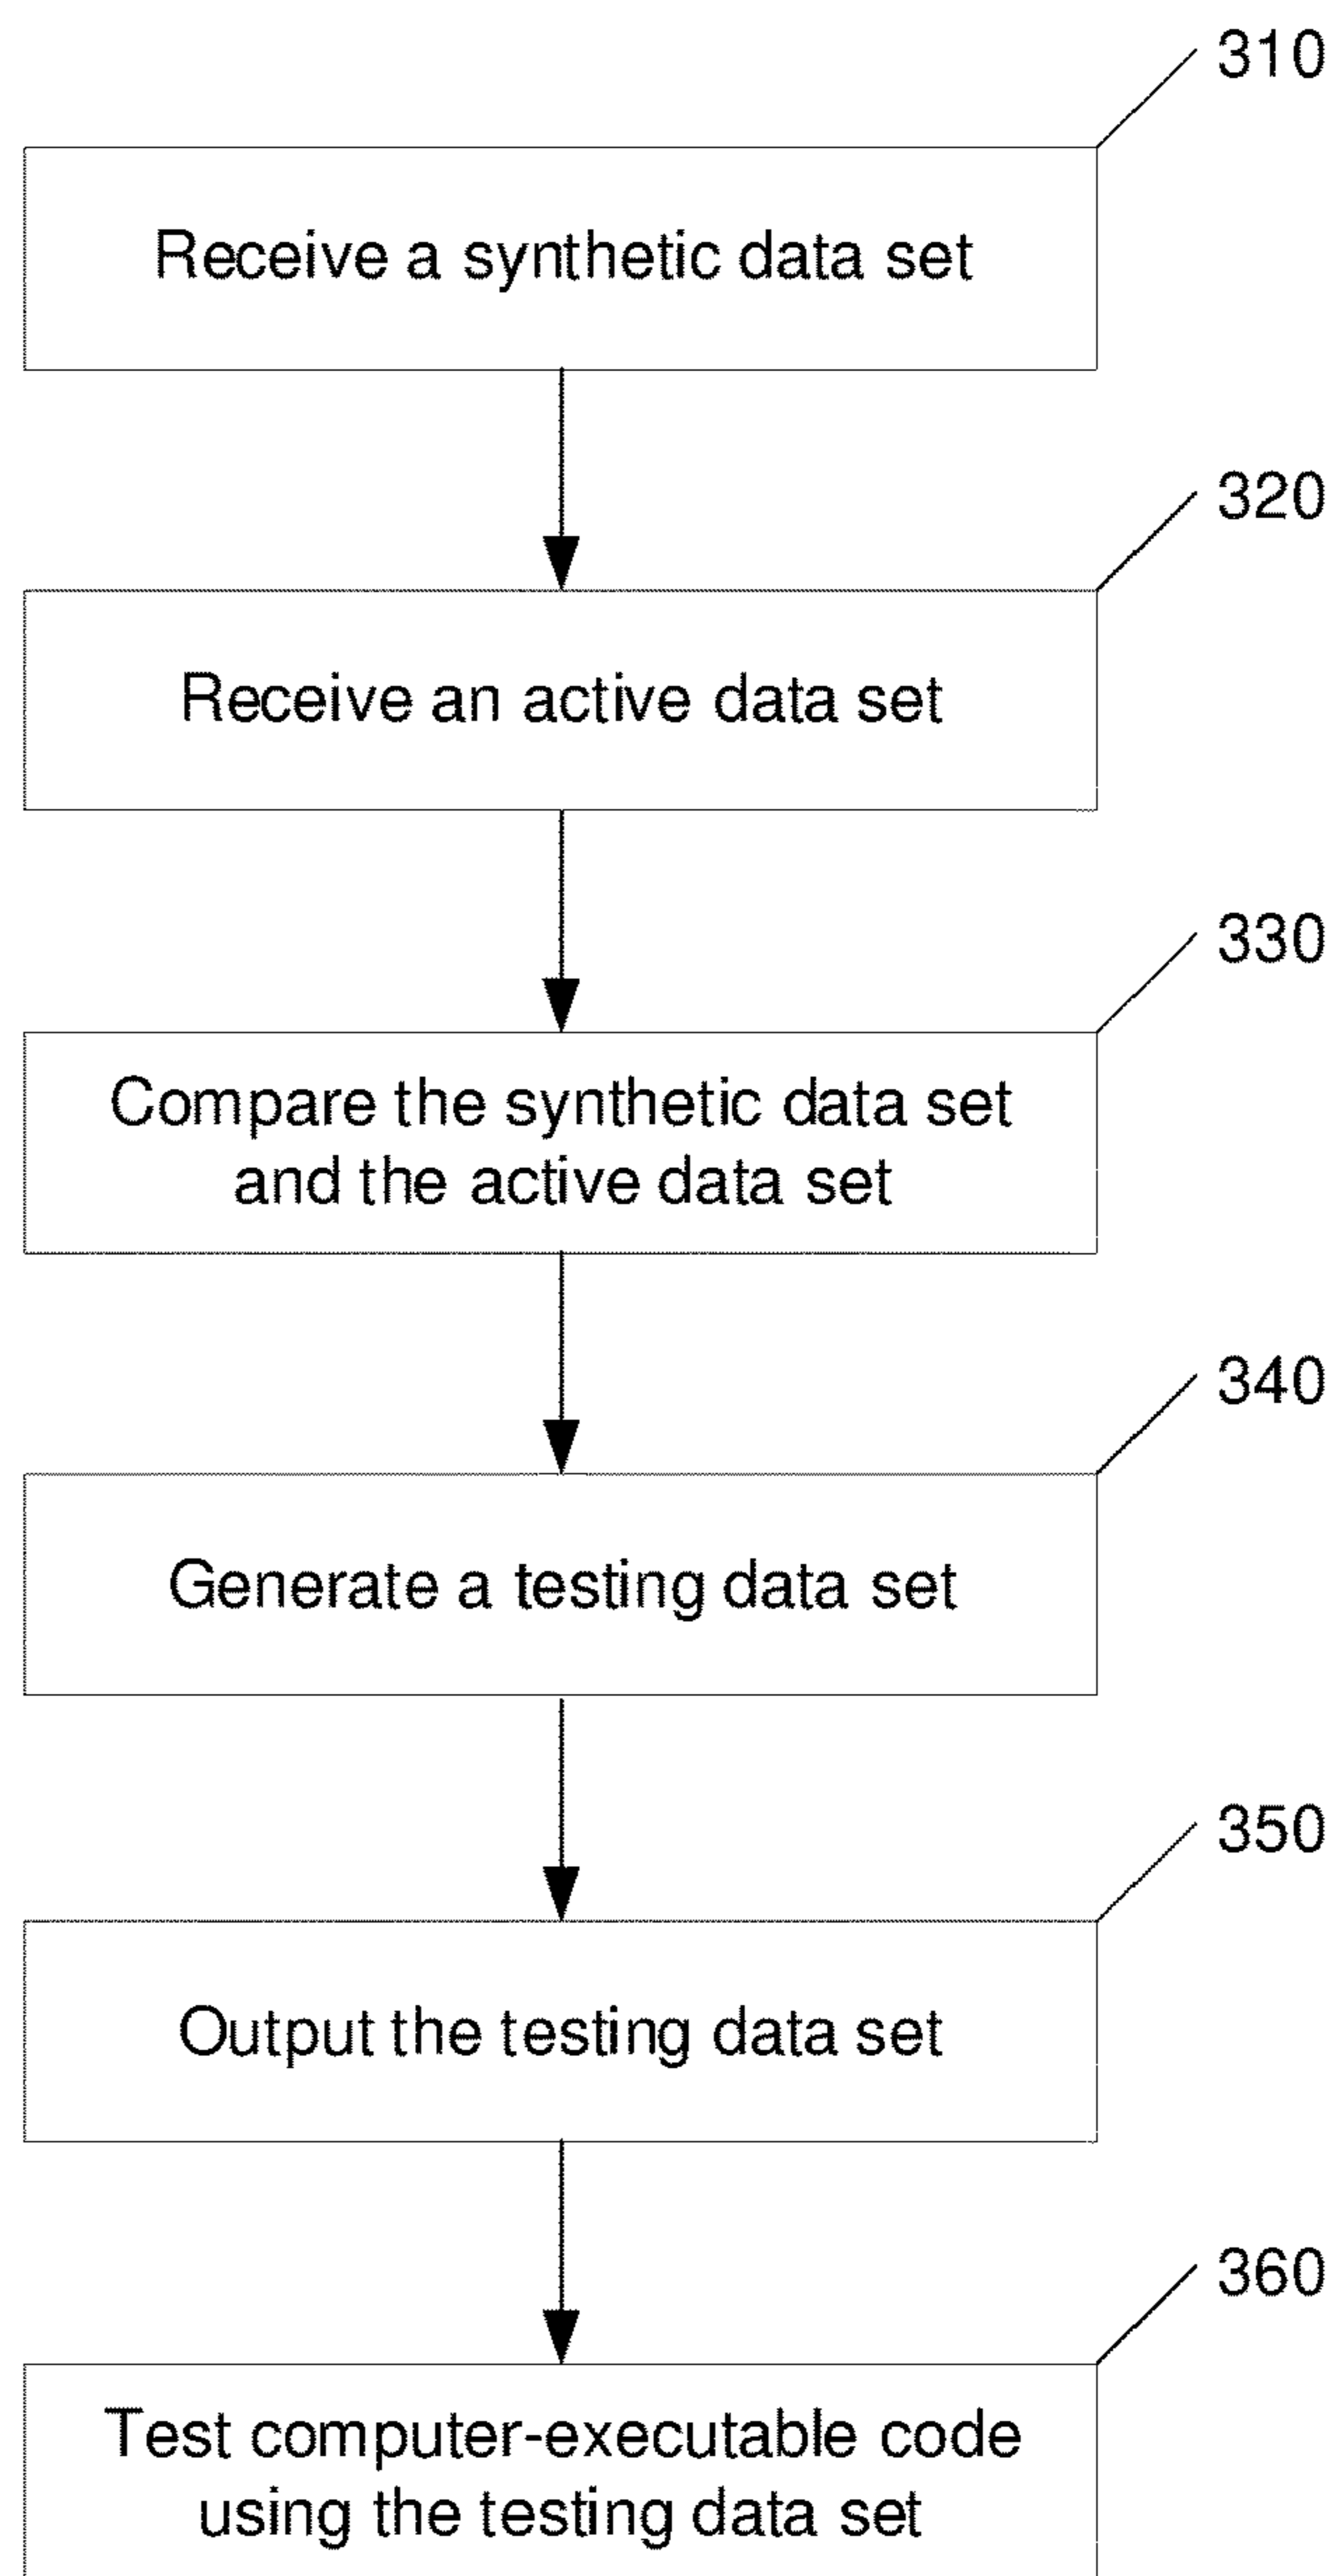 310
Receive a synthetic data set
320
Receive an active data set
330
Compare the synthetic data set
and the active data set
340
Generate a testing data set
350
Output the testing data set
360
Test computer-executable code
using the testing data set